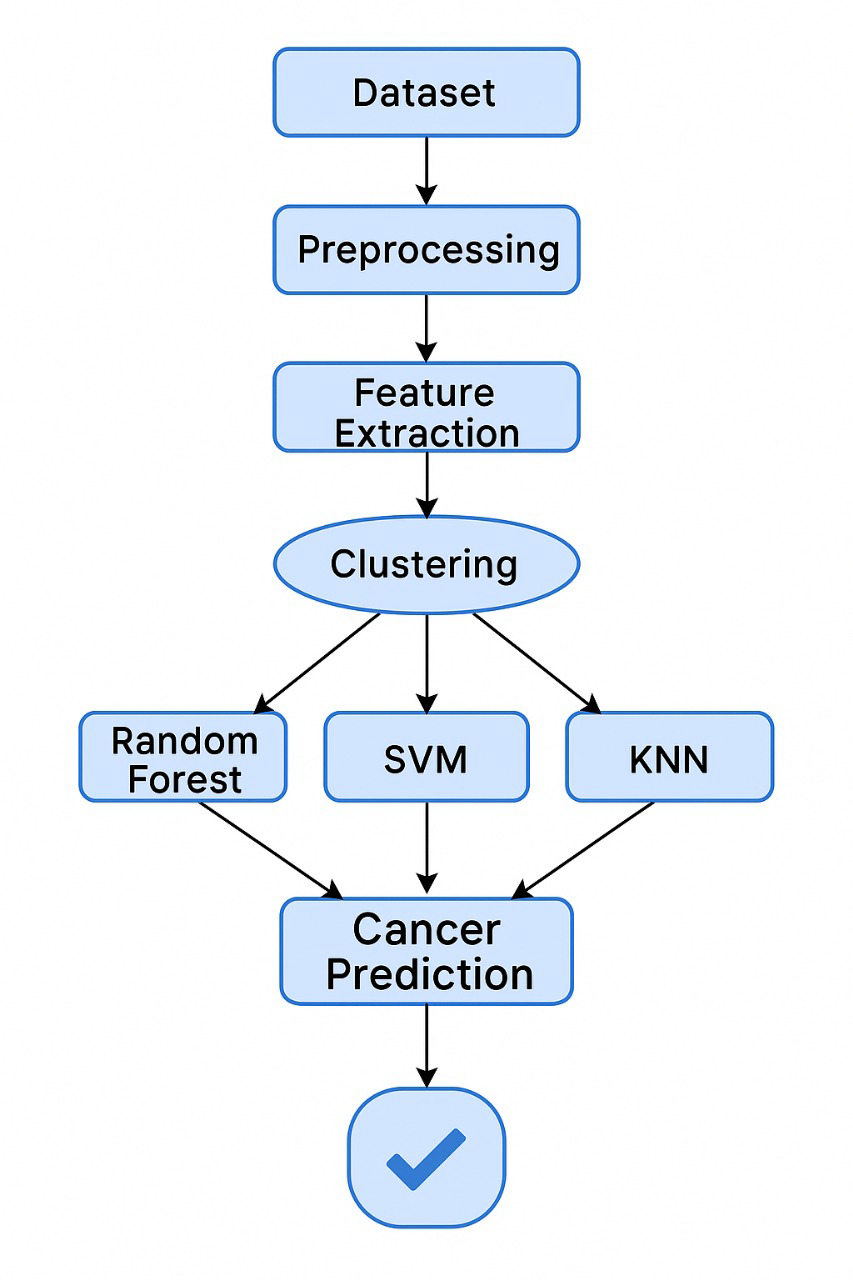 Dataset
Preprocessing
Feature
Extraction
Clustering
Random
Forest
SVM
KNN
Cancer
Prediction